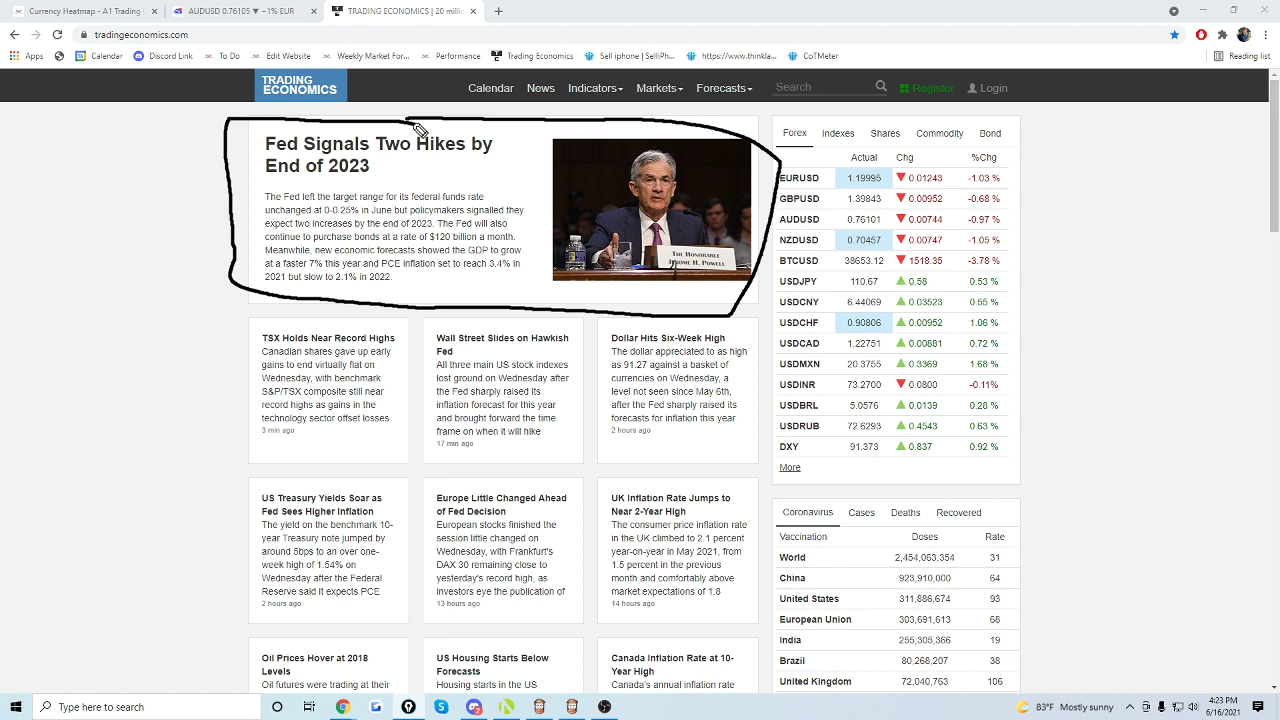 Currency Heatmap - A1 Trading
AUDUSD 0.76105 ▼ −1% EUR
TRADING ECONOMICS | 20 milli
tradingeconomics.com
Apps
Calendar
Discord Link
To Do
Edit Website
Weekly Market For...
Performance
Trading Economics
Sell iphone | SelliPh...
https://www.thinkla...
CoTMeter
Reading list
TRADING
ECONOMICS
Calendar
News
Indicators
Markets
Forecasts
Search
Register
Login
Fed Signals Two Hikes by
End of 2023
The Fed left the target range for its federal funds rate
unchanged at 0-0.25% in June but policymakers signalled they
expect two increases by the end of 2023. The Fed will also
continue to purchase bonds at a rate of $120 billion a month.
Meanwhile, new economic forecasts showed the GDP to grow
at a faster 7% this year and PCE inflation set to reach 3.4% in
2021 but slow to 2.1% in 2022.
THE HONORABLE
JEROME H. POWELL
TSX Holds Near Record Highs
Canadian shares gave up early
gains to end virtually flat on
Wednesday, with benchmark
S&P/TSX composite still near
record highs as gains in the
technology sector offset losses
3 min ago
Wall Street Slides on Hawkish
Fed
All three main US stock indexes
lost ground on Wednesday after
the Fed sharply raised its
inflation forecast for this year
and brought forward the time
frame on when it will hike
17 min ago
Dollar Hits Six-Week High
The dollar appreciated to as high
as 91.27 against a basket of
currencies on Wednesday, a
level not seen since May 6th,
after the Fed sharply raised its
forecasts for inflation this year
2 hours ago
US Treasury Yields Soar as
Fed Sees Higher Inflation
The yield on the benchmark 10-
year Treasury note jumped by
around 5bps to an over one-
week high of 1.54% on
Wednesday after the Federal
Reserve said it expects PCE
2 hours ago
Europe Little Changed Ahead
of Fed Decision
European stocks finished the
session little changed on
Wednesday, with Frankfurt's
DAX 30 remaining close to
yesterday's record high, as
investors eye the publication of
13 hours ago
UK Inflation Rate Jumps to
Near 2-Year High
The consumer price inflation rate
in the UK climbed to 2.1 percent
year-on-year in May 2021, from
1.5 percent in the previous
month and comfortably above
market expectations of 1.8
14 hours ago
Oil Prices Hover at 2018
Levels
Oil futures were trading at their
US Housing Starts Below
Forecasts
Housing starts in the US
Canada Inflation Rate at 10-
Year High
Canada's annual inflation rate
Forex Indexes Shares Commodity Bond
Actual Chg %Chg
EURUSD 1.19995 ▼ 0.01243 -1.03 %
GBPUSD 1.39843 ▼ 0.00952 -0.68 %
AUDUSD 0.76101 ▼ 0.00744 -0.97 %
NZDUSD 0.70457 ▼ 0.00747 -1.05 %
BTCUSD 38653.12 ▼ 1518.35 -3.78 %
USDJPY 110.67 ▲ 0.58 0.53 %
USDCNY 6.44069 ▲ 0.03523 0.55 %
USDCHF 0.90806 ▲ 0.00952 1.06 %
USDCAD 1.22751 ▲ 0.00881 0.72 %
USDMXN 20.3755 ▲ 0.3369 1.68 %
USDINR 73.2700 ▼ 0.0800 -0.11%
USDBRL 5.0576 ▲ 0.0139 0.28 %
USDRUB 72.6293 ▲ 0.4543 0.63 %
DXY 91.373 ▲ 0.837 0.92 %
More
Coronavirus Cases Deaths Recovered
Vaccination Doses Rate
World 2,454,063,354 31
China 923,910,000 64
United States 311,886,674 93
European Union 303,691,613 68
India 255,305,366 19
Brazil 80,268,207 38
United Kingdom 72,040,763 106
Type here to search
83°F Mostly sunny
4:23 PM
6/16/2021